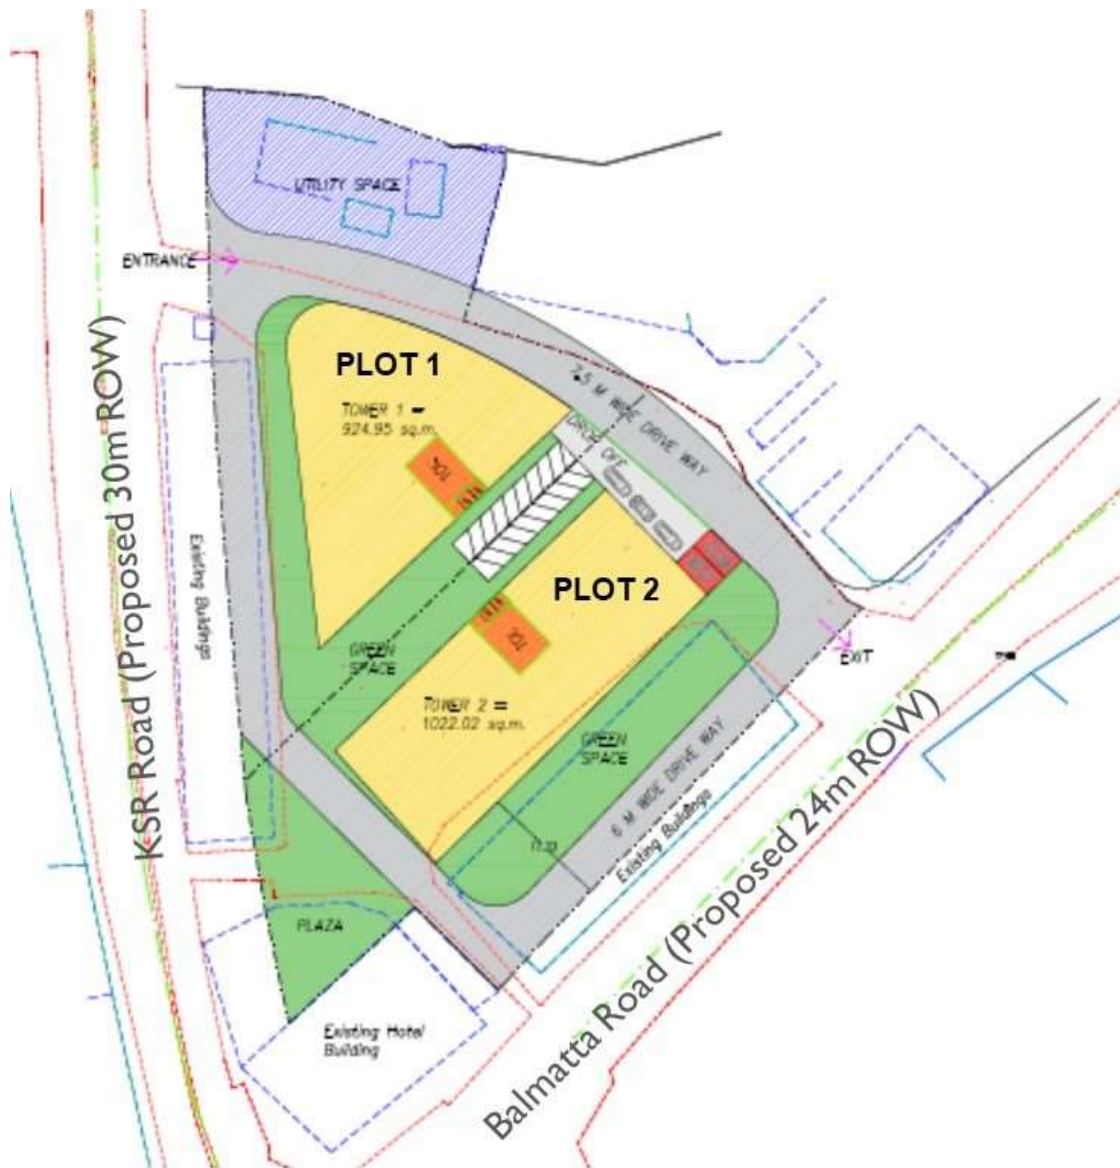 UTILITY SPACE
ENTRANCE
PLOT 1
TOWER 1 =
924.95 sq.m.
7.5 M WIDE DRIVE WAY
DROP OFF
KSR Road (Proposed 30m ROW)
Existing Buildings
PLOT 2
GREEN
SPACE
TOWER 2 =
1022.02 sq.m.
EXIT
GREEN
SPACE
6 M WIDE DRIVE WAY
Existing Buildings
PLAZA
Existing Hotel
Building
Balmatta Road (Proposed 24m ROW)